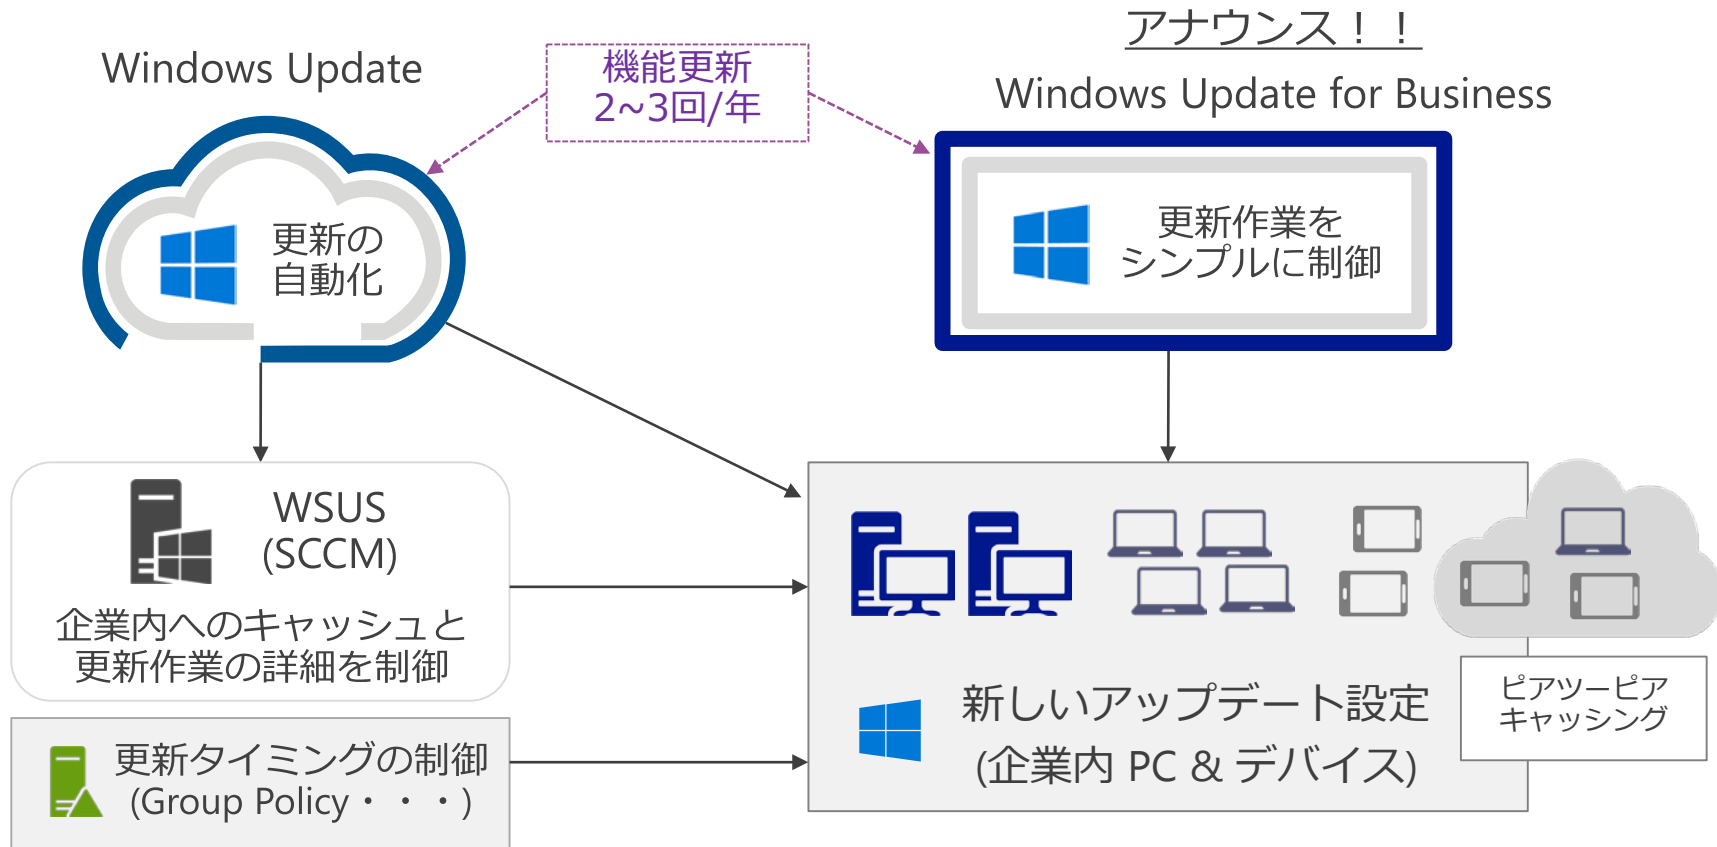 アナウンス！！
Windows Update
機能更新
2~3回/年
Windows Update for Business
更新の
自動化
更新作業を
シンプルに制御
WSUS
(SCCM)
企業内へのキャッシュと
更新作業の詳細を制御
更新タイミングの制御
(Group Policy・・・)
新しいアップデート設定
(企業内 PC & デバイス)
ピアツーピア
キャッシング